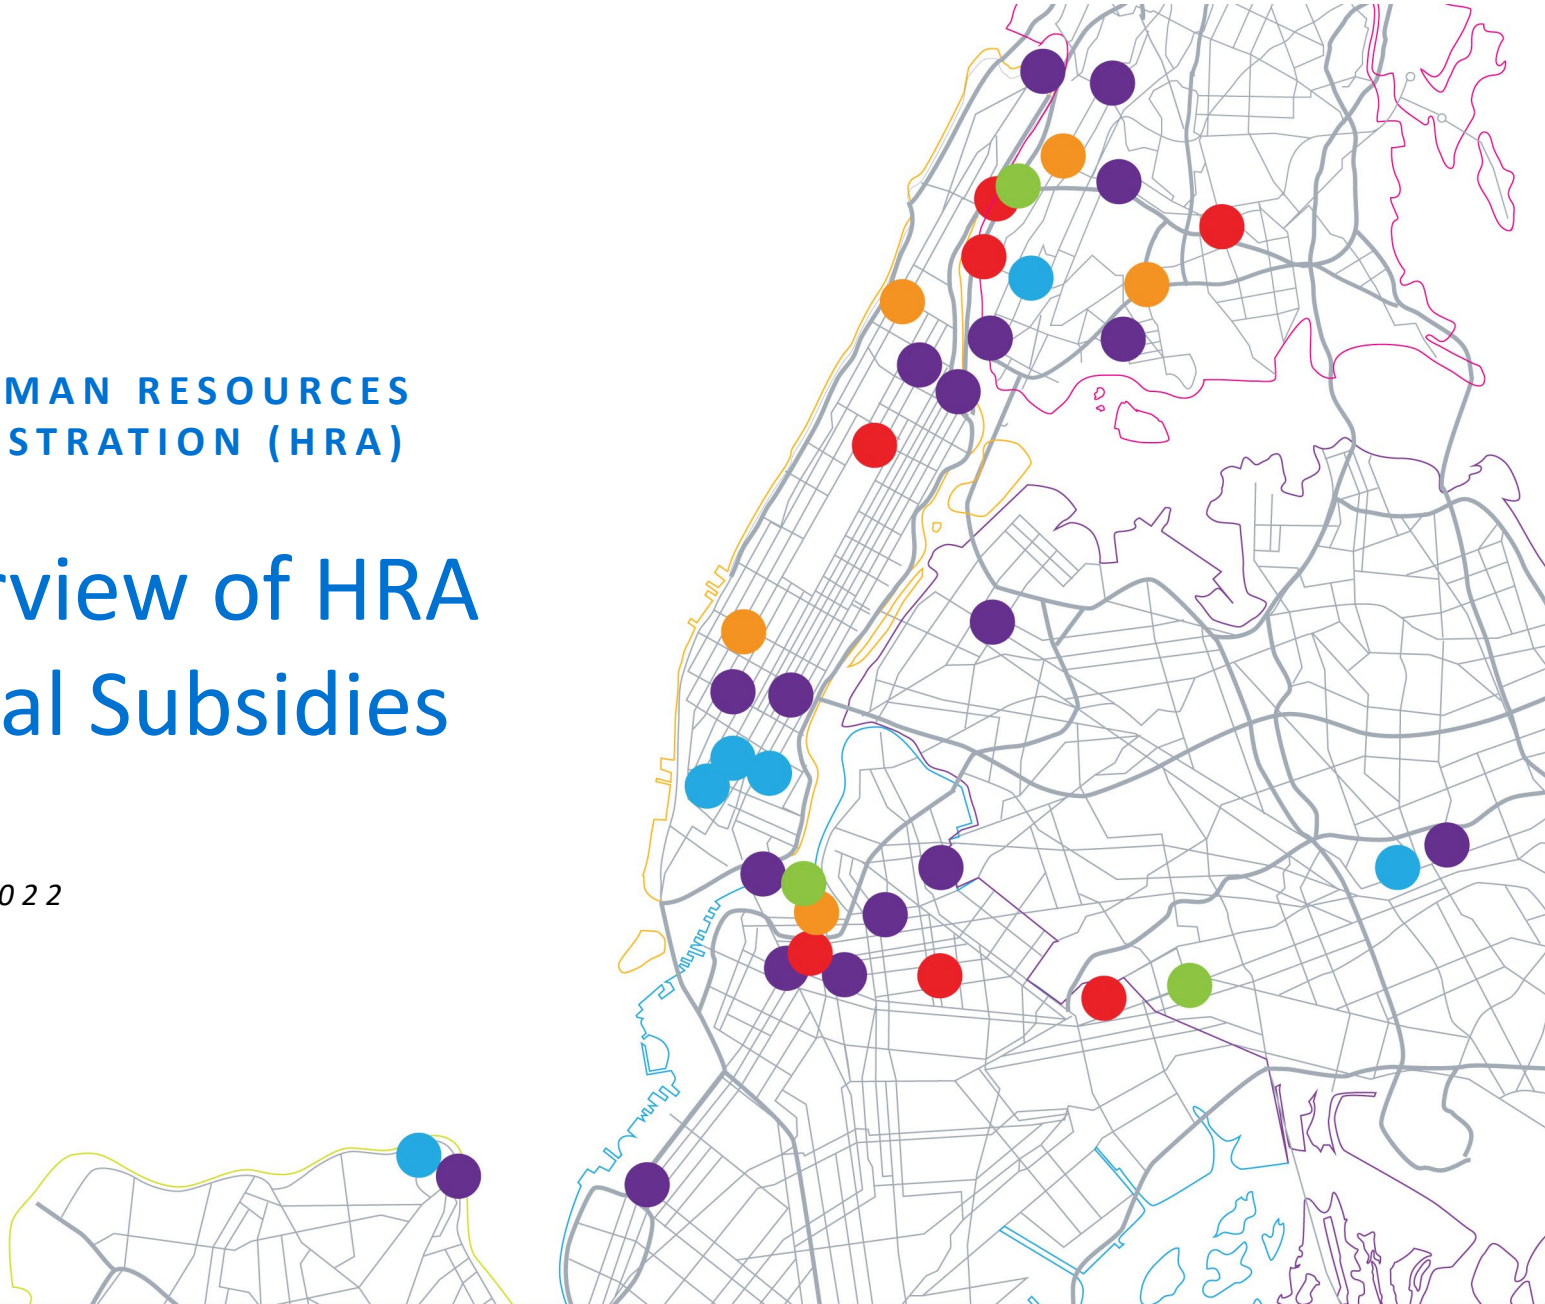 MAN RESOURCES
STRATION (HRA)
rview of HRA
al Subsidies
022